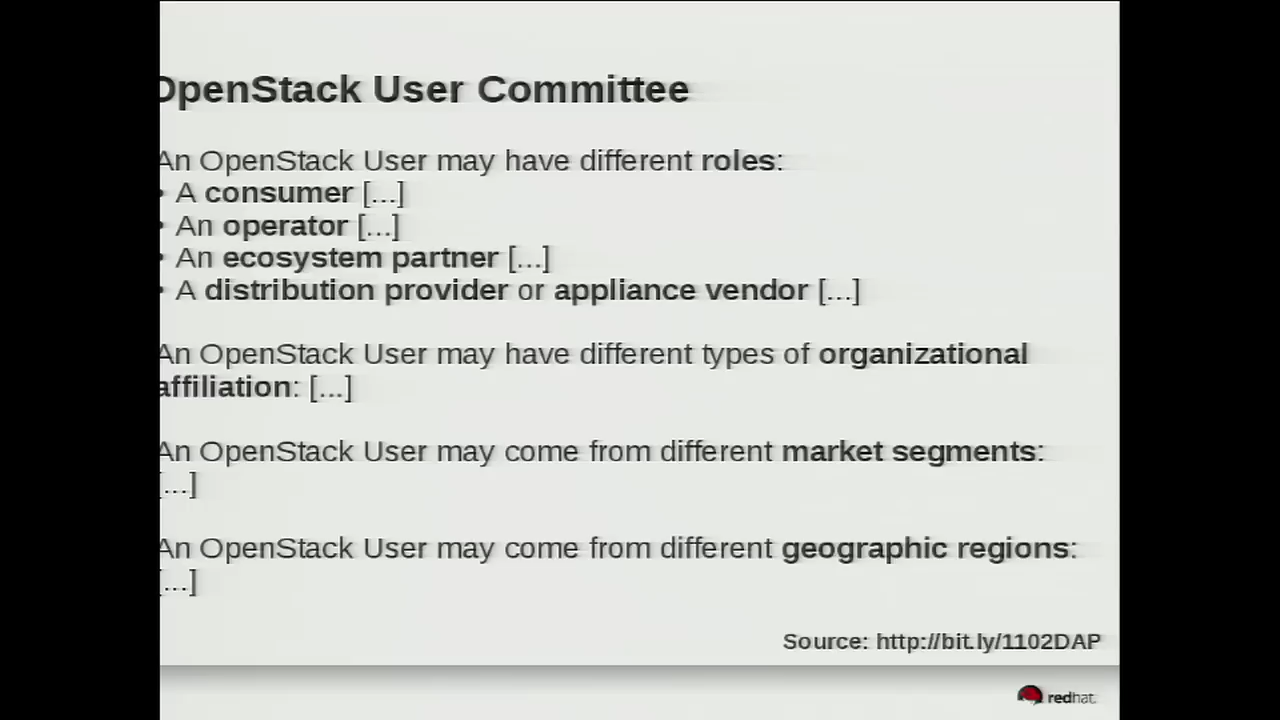 OpenStack User Committee
An OpenStack User may have different roles:
• A consumer [...]
• An operator [...]
• An ecosystem partner [...]
• A distribution provider or appliance vendor [...]
An OpenStack User may have different types of organizational
affiliation: [...]
An OpenStack User may come from different market segments:
[...]
An OpenStack User may come from different geographic regions:
[...]
Source: http://bit.ly/1102DAP
redhat.